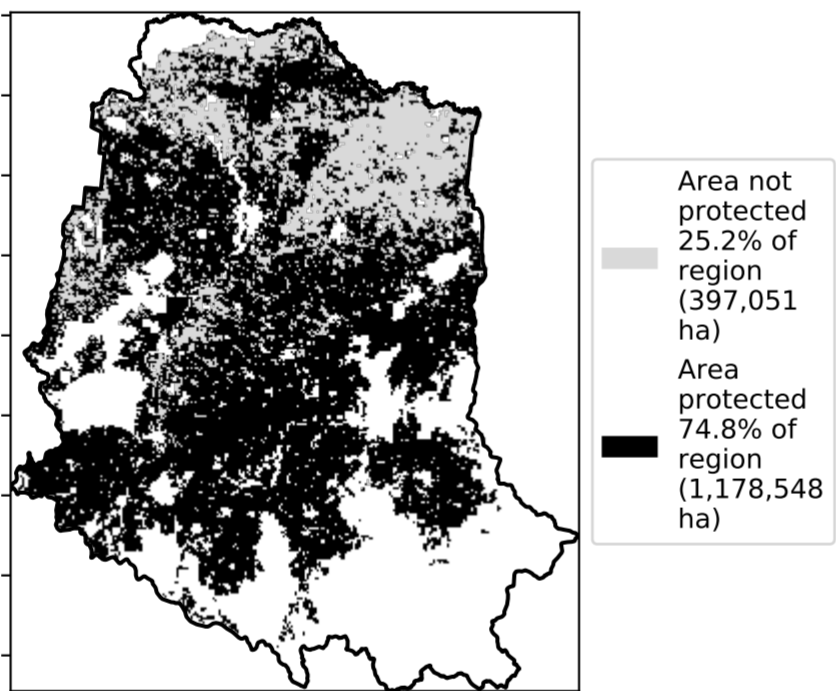 Area not
protected
25.2% of
region
(397,051
ha)
Area
protected
74.8% of
region
(1,178,548
ha)